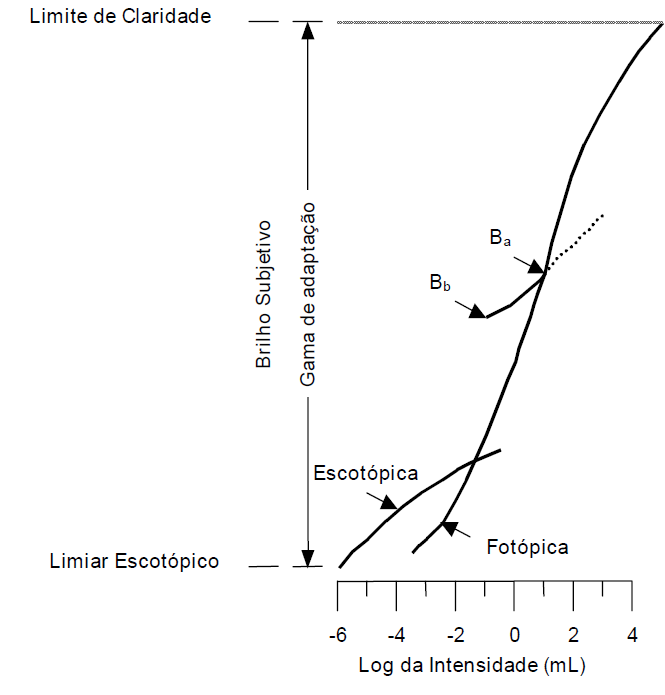 Limite de Claridade
Brilho Subjetivo
Gama de adaptação
Ba
Bb
Escotópica
Fotópica
Limiar Escotópico
-6 -4 -2 0 2 4
Log da Intensidade (mL)